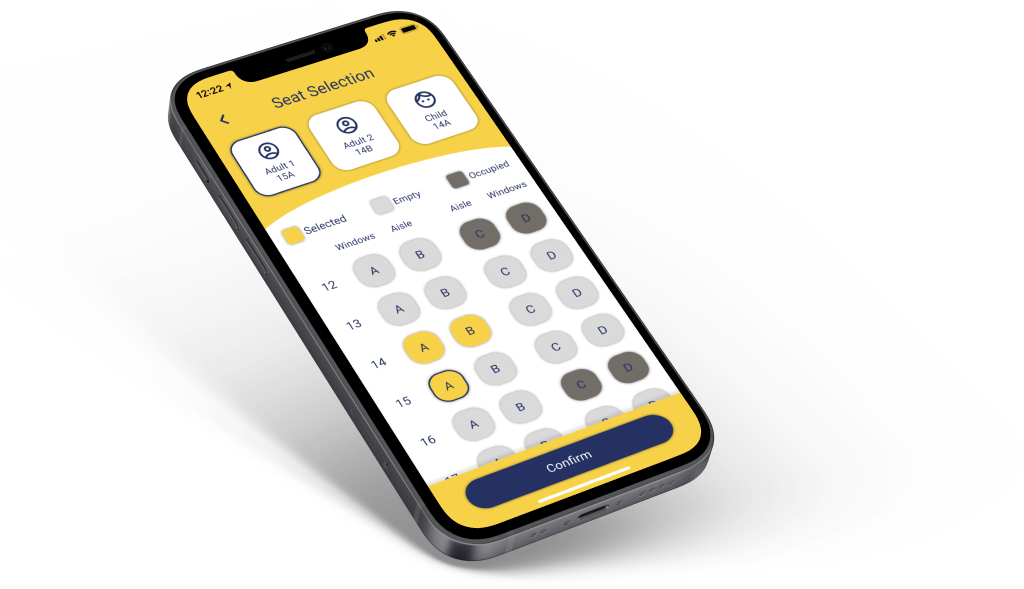 12:22
Seat Selection
Adult 1
15A
Adult 2
14B
Child
14A
Selected
Empty
Occupied
Windows
Aisle
Aisle
Windows
12 A B C D
13 A B C D
14 A B C D
15 A B C D
16 A B C D
17
Confirm